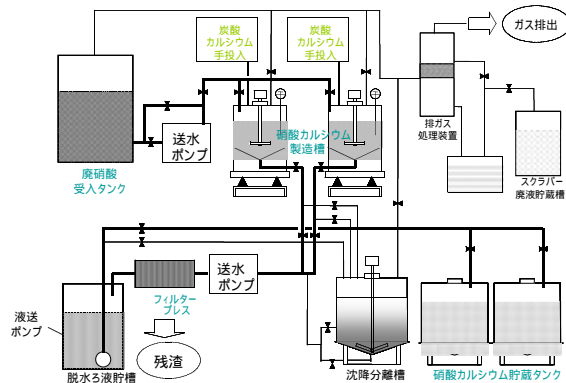 炭酸
カルシウム
手投入
炭酸
カルシウム
手投入
ガス排出
送水
ポンプ
硝酸カルシウム
製造槽
排ガス
処理装置
廃硝酸
受入タンク
スクラバー
廃液貯蔵槽
送水
ポンプ
フィルター
プレス
液送
ポンプ
残渣
脱水ろ液貯槽
沈降分離槽
硝酸カルシウム貯蔵タンク